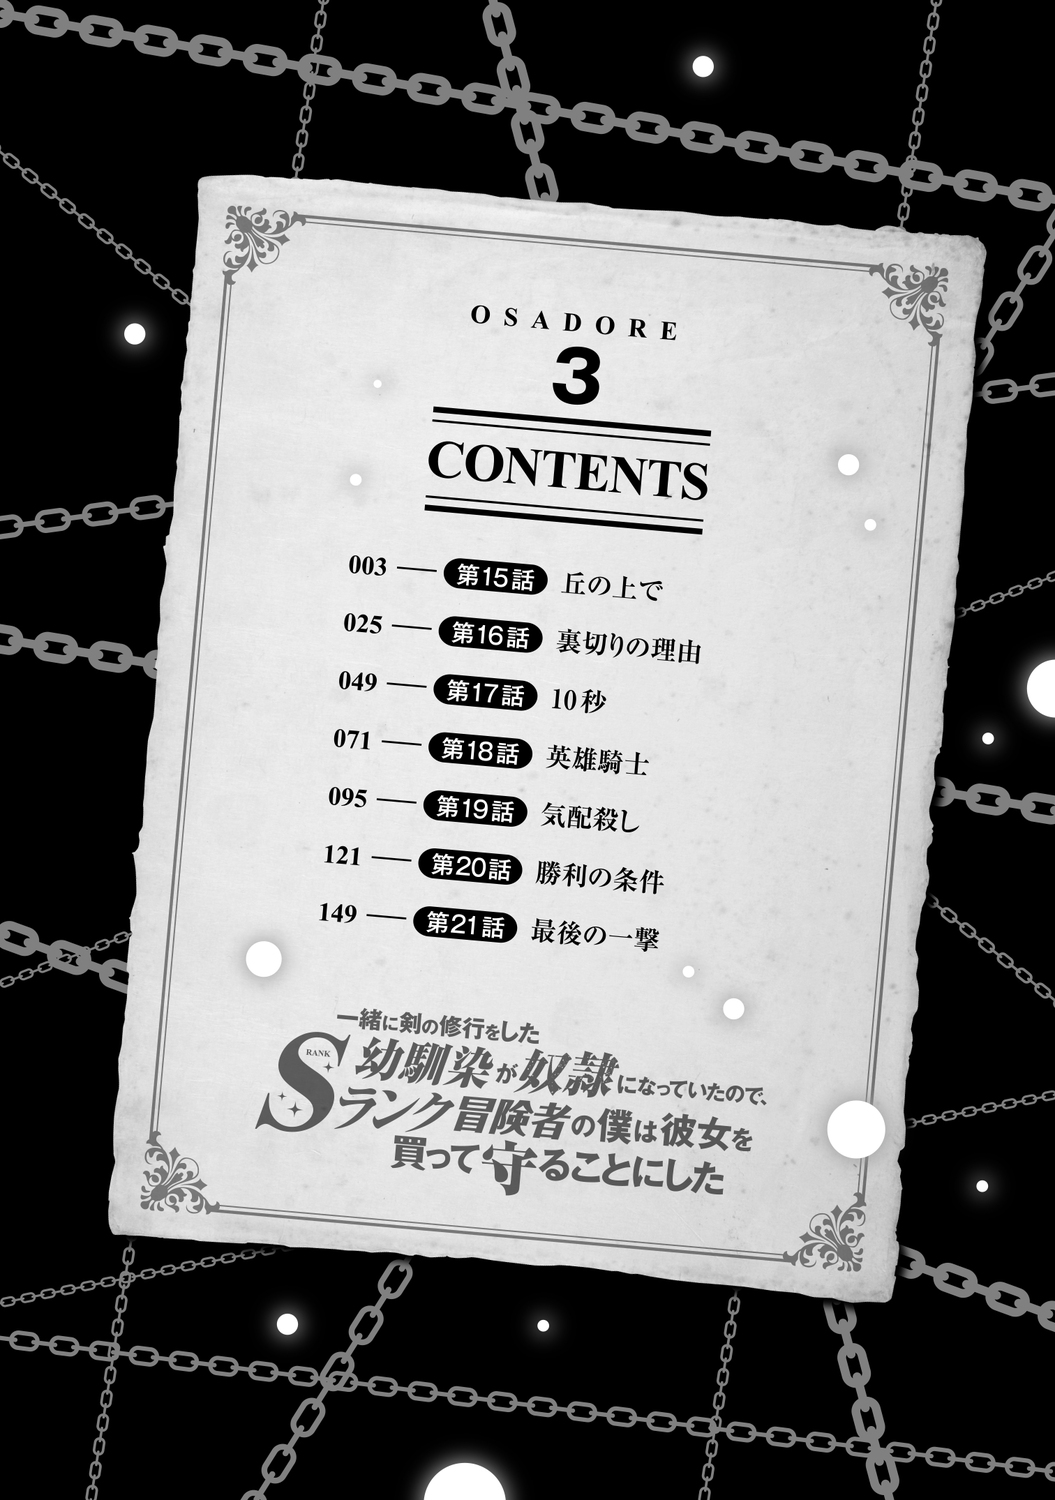 OSADORE
3
CONTENTS
003 — 第15話 丘の上で
025 — 第16話 裏切りの理由
049 — 第17話 10秒
071 — 第18話 英雄騎士
095 — 第19話 気配殺し
121 — 第20話 勝利の条件
149 — 第21話 最後の一撃
一緒に剣の修行をした
幼馴染が奴隷になっていたので、
S RANK ランク冒険者の僕は彼女を
買って守ることにした